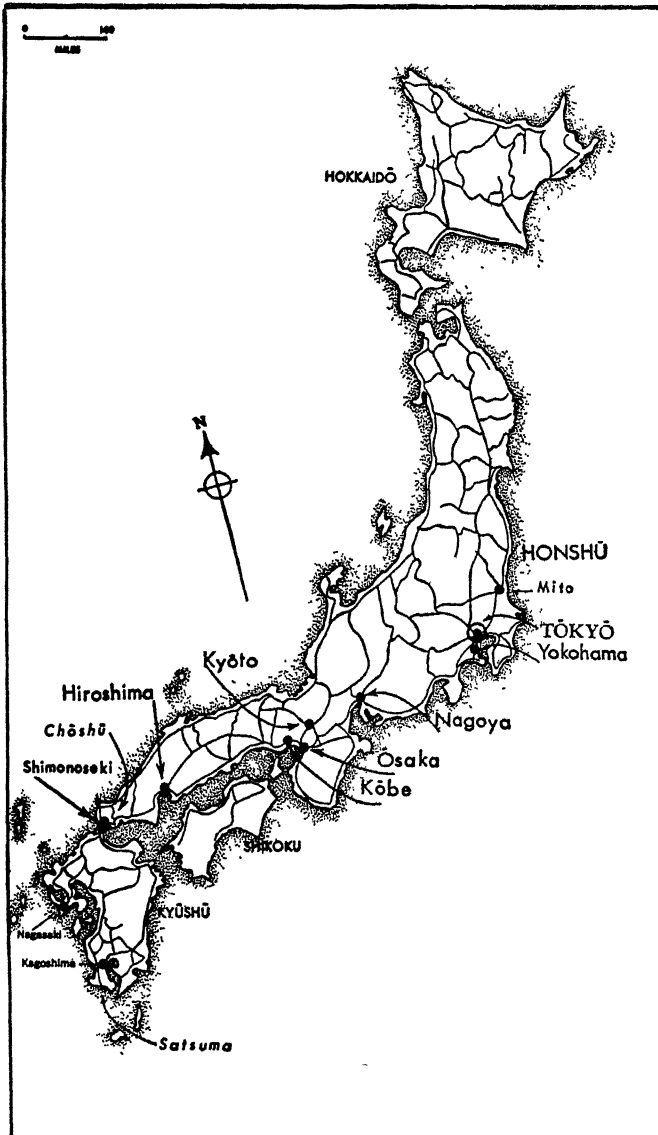 0 100
MILES
HOKKAIDŌ
N
HONSHŪ
Mito
TŌKYŌ
Yokohama
Kyōto
Hiroshima
Nagoya
Chōshū
Ōsaka
Shimonoseki
Kōbe
SHIKOKU
KYŪSHŪ
Nagasaki
Kagoshima
Satsuma